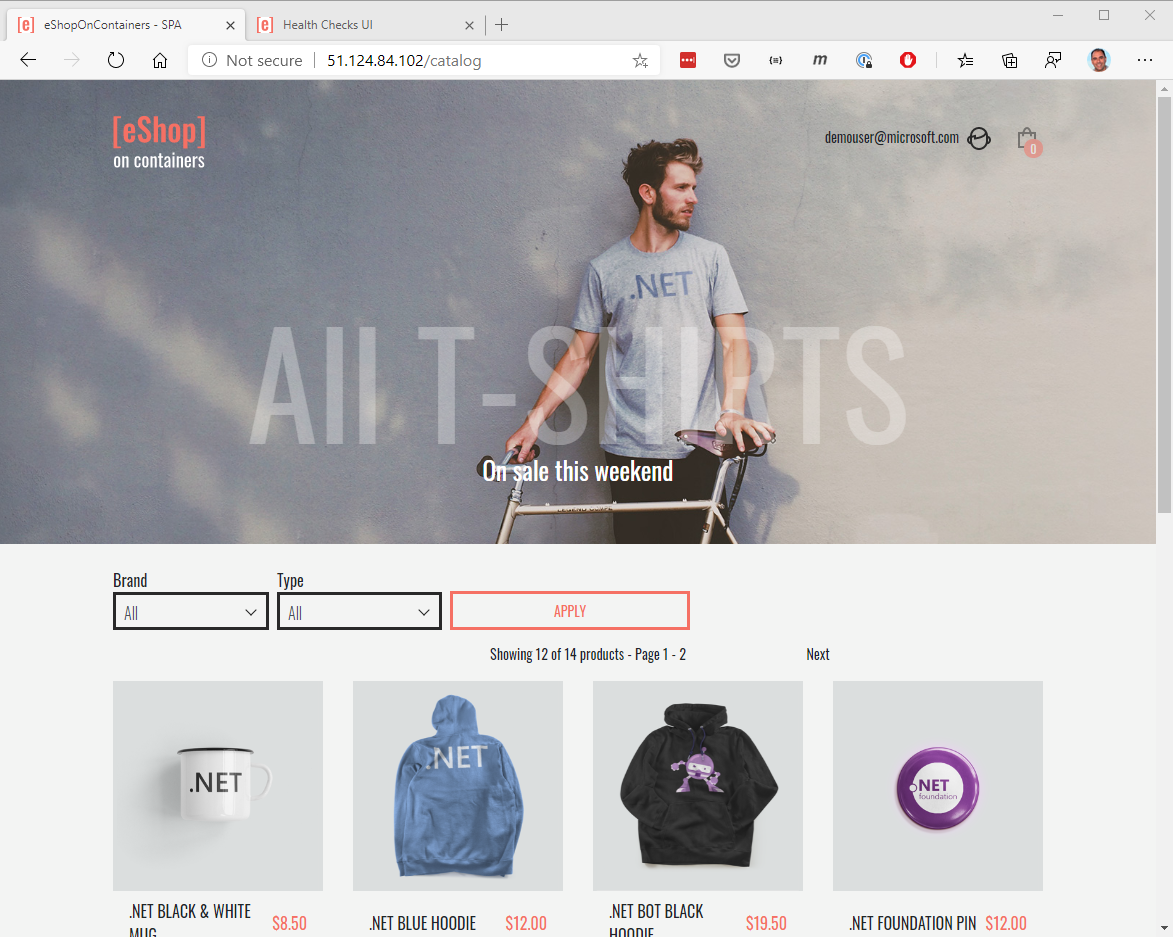 [e] eShopOnContainers - SPA
[e] Health Checks UI
Not secure
51.124.84.102/catalog
m
[eShop]
on containers
demouser@microsoft.com
0
.NET
All T-SHIRTS
On sale this weekend
Brand
Type
All
All
APPLY
Showing 12 of 14 products - Page 1 - 2
Next
.NET
.NET
.NET
foundation
.NET BLACK & WHITE
MUG
$8.50
.NET BLUE HOODIE
$12.00
.NET BOT BLACK
HOODIE
$19.50
.NET FOUNDATION PIN
$12.00